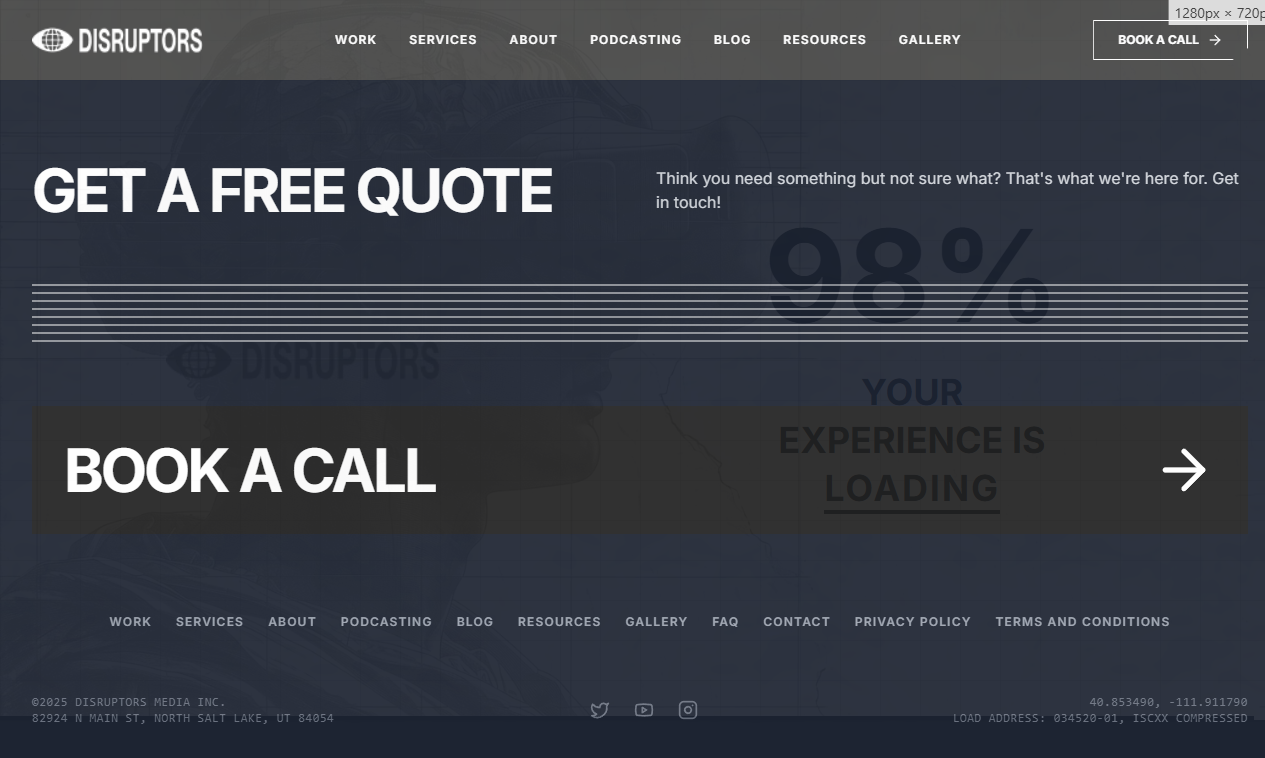 1280px × 720p
DISRUPTORS
WORK SERVICES ABOUT PODCASTING BLOG RESOURCES GALLERY
BOOK A CALL
GET A FREE QUOTE
Think you need something but not sure what? That's what we're here for. Get
in touch!
98%
DISRUPTORS
YOUR
EXPERIENCE IS
LOADING
BOOK A CALL
WORK SERVICES ABOUT PODCASTING BLOG RESOURCES GALLERY FAQ CONTACT PRIVACY POLICY TERMS AND CONDITIONS
©2025 DISRUPTORS MEDIA INC.
82924 N MAIN ST, NORTH SALT LAKE, UT 84054
40.853490, -111.911790
LOAD ADDRESS: 034520-01, ISCXX COMPRESSED